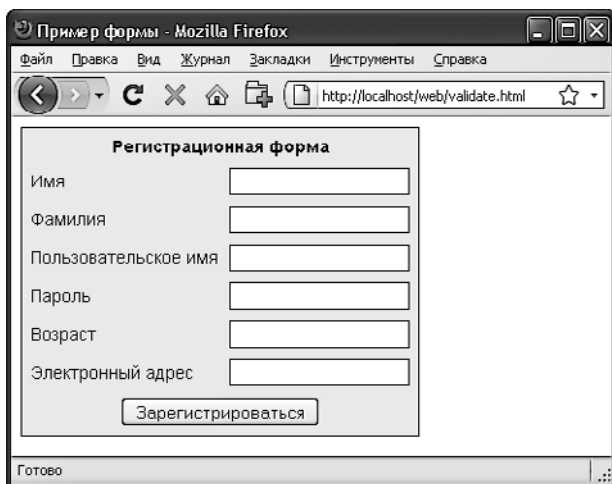 Пример формы - Mozilla Firefox
Файл Правка Вид Журнал Закладки Инструменты Справка
http://localhost/web/validate.html
Регистрационная форма
Имя
Фамилия
Пользовательское имя
Пароль
Возраст
Электронный адрес
Зарегистрироваться
Готово